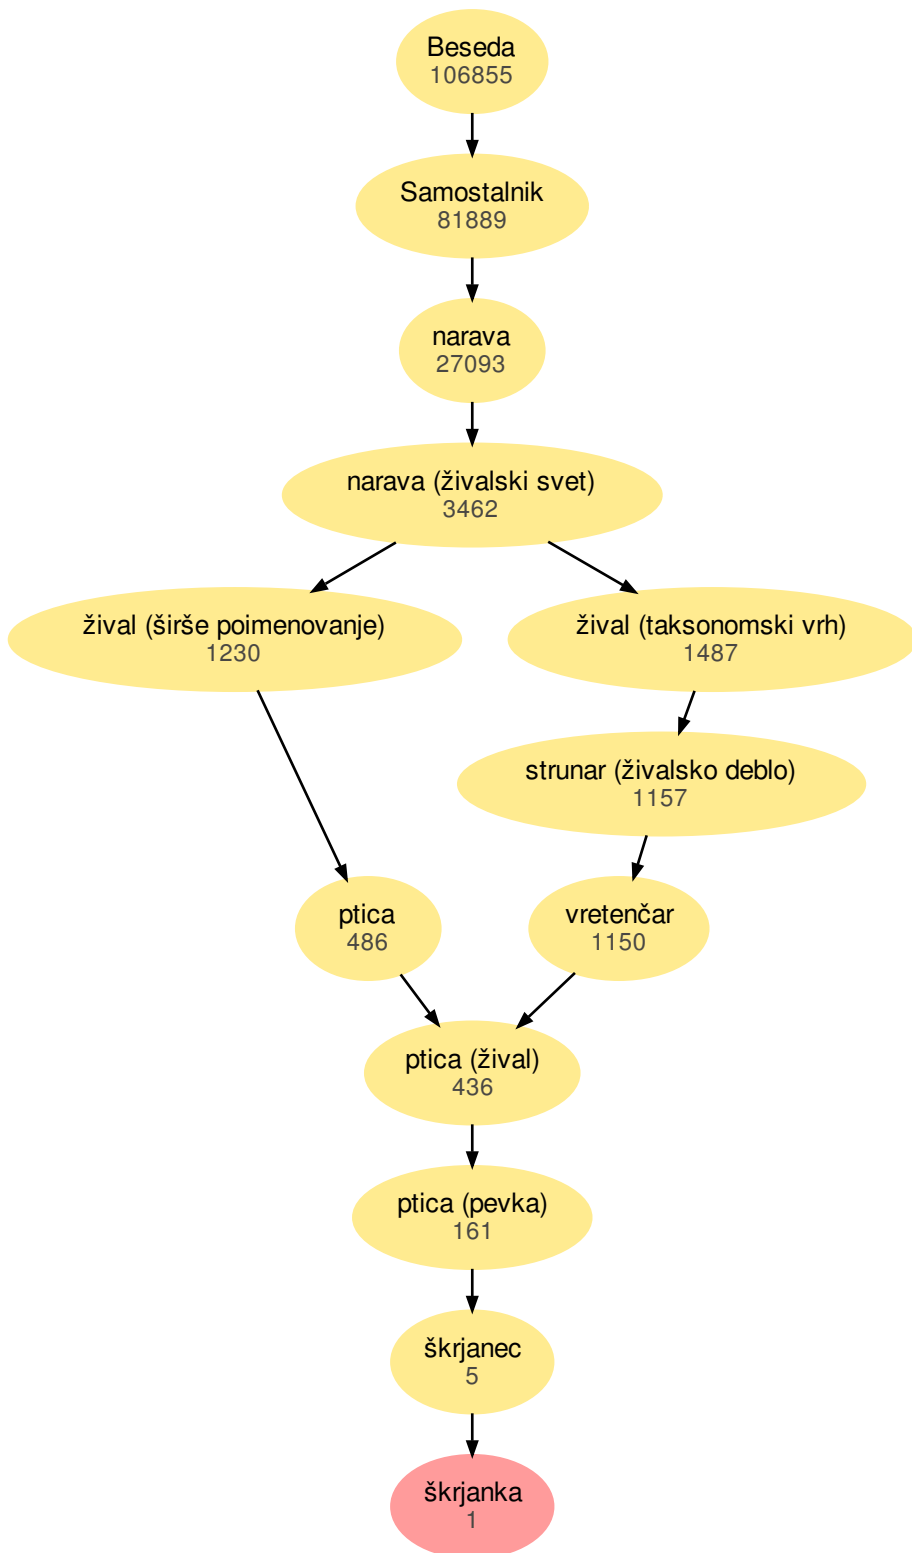 Beseda
106855
Samostalnik
81889
narava
27093
narava (živalski svet)
3462
žival (širše poimenovanje)
1230
žival (taksonomski vrh)
1487
strunar (živalsko deblo)
1157
ptica
486
vretenčar
1150
ptica (žival)
436
ptica (pevka)
161
škrjanec
5
škrjanka
1